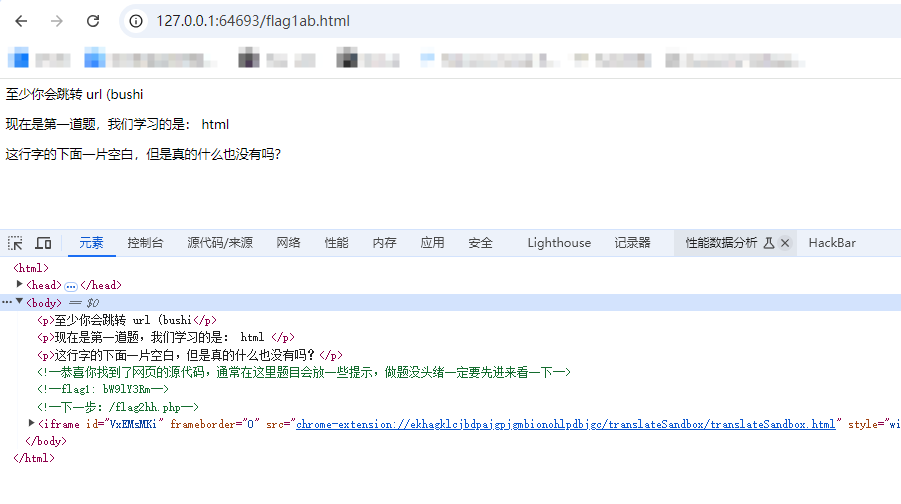 127.0.0.1:64693/flag1ab.html
至少你会跳转 url (bushi
现在是第一道题，我们学习的是： html
这行字的下面一片空白，但是真的什么也没有吗？
元素 控制台 源代码/来源 网络 性能 内存 应用 安全 Lighthouse 记录器 性能数据分析 HackBar
<html>
<head> … </head>
… <body> == $0
<p>至少你会跳转 url (bushi</p>
<p>现在是第一道题，我们学习的是： html </p>
<p>这行字的下面一片空白，但是真的什么也没有吗？</p>
<!--恭喜你找到了网页的源代码，通常在这里题目会放一些提示，做题没头绪一定要先进来看一下-->
<!--flag1: bW9lY3Rm-->
<!--下一步：/flag2hh.php-->
<iframe id="VxEMsMKi" frameborder="0" src="chrome-extension://ekhagklcjbdpajgpjgmbionohlpdbjgc/translateSandbox/translateSandbox.html" style="wi
</body>
</html>